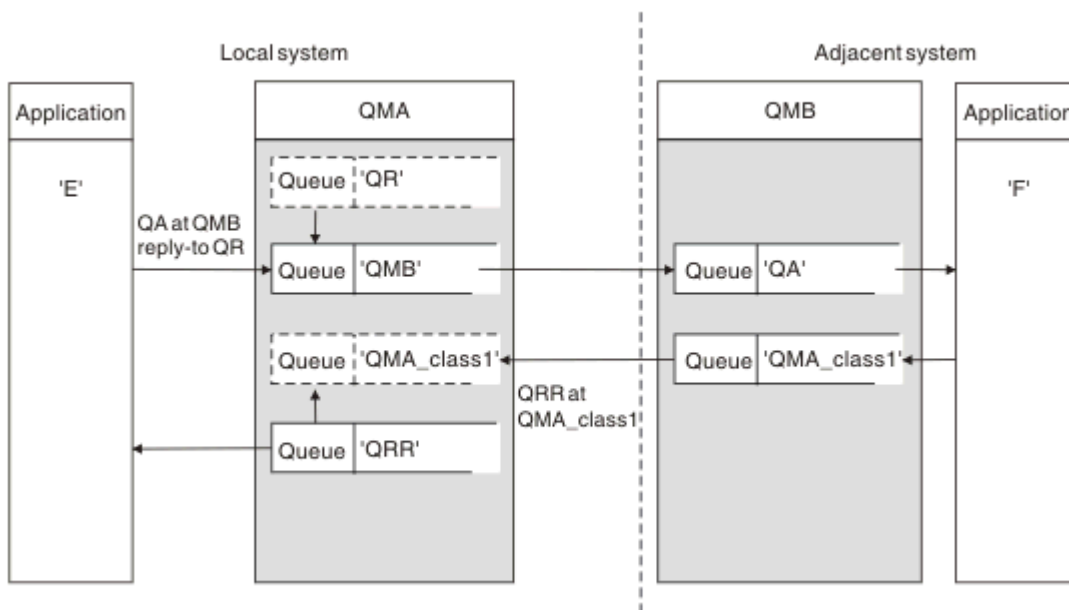 Local system
Adjacent system
Application
QMA
QMB
Application
'E'
Queue 'QR'
'F'
QA at QMB
reply-to QR
Queue 'QMB'
Queue 'QA'
Queue 'QMA_class1'
Queue 'QMA_class1'
QRR at
QMA_class1
Queue 'QRR'